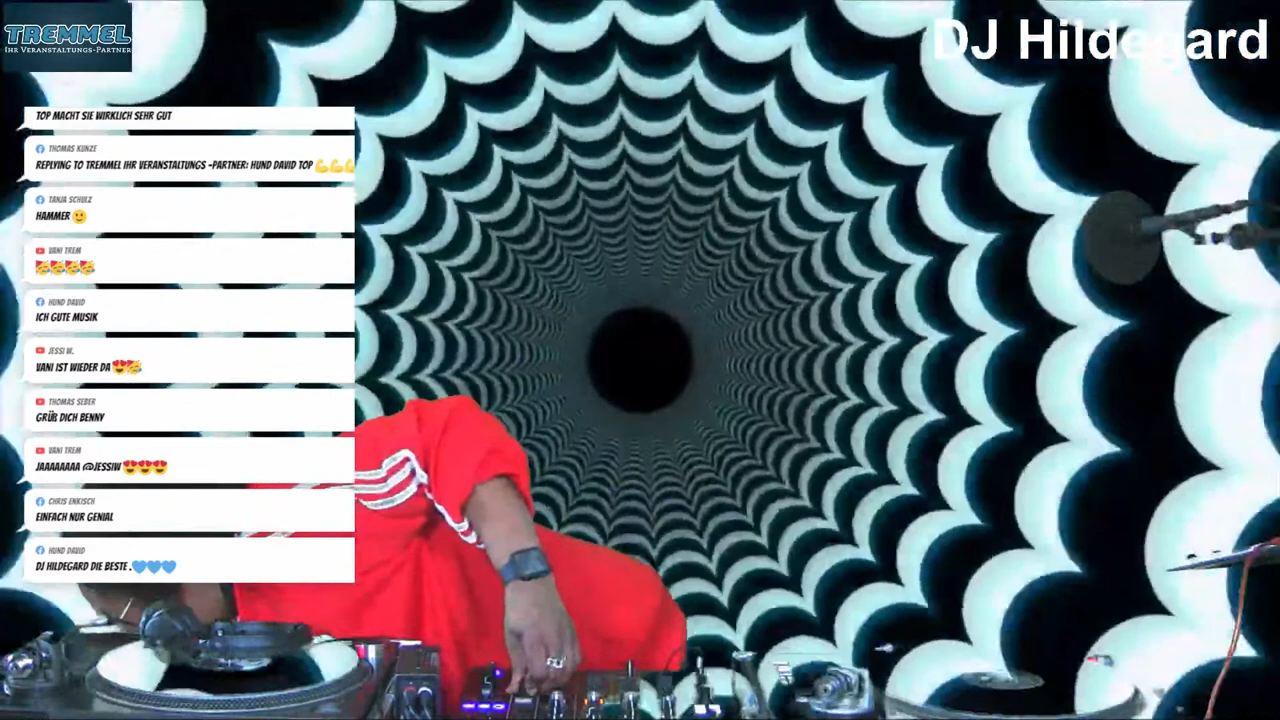 TREMMEL
IHR VERANSTALTUNGS-PARTNER
DJ Hildegard
TOP MACHT SIE WIRKLICH SEHR GUT
THOMAS KUNZE
REPLYING TO TREMMEL IHR VERANSTALTUNGS -PARTNER: HUND DAVID TOP 💪💪💪
TANJA SCHULZ
HAMMER 🙂
VANI TREM
🥳🥳🥳🥳
HUND DAVID
ICH GUTE MUSIK
JESSI W.
VANI IST WIEDER DA 😍🥳
THOMAS SEBER
GRÜß DICH BENNY
VANI TREM
JAAAAAAA @JESSIW 😍😍😍
CHRIS ENKISCH
EINFACH NUR GENIAL
HUND DAVID
DJ HILDEGARD DIE BESTE .💙💙💙